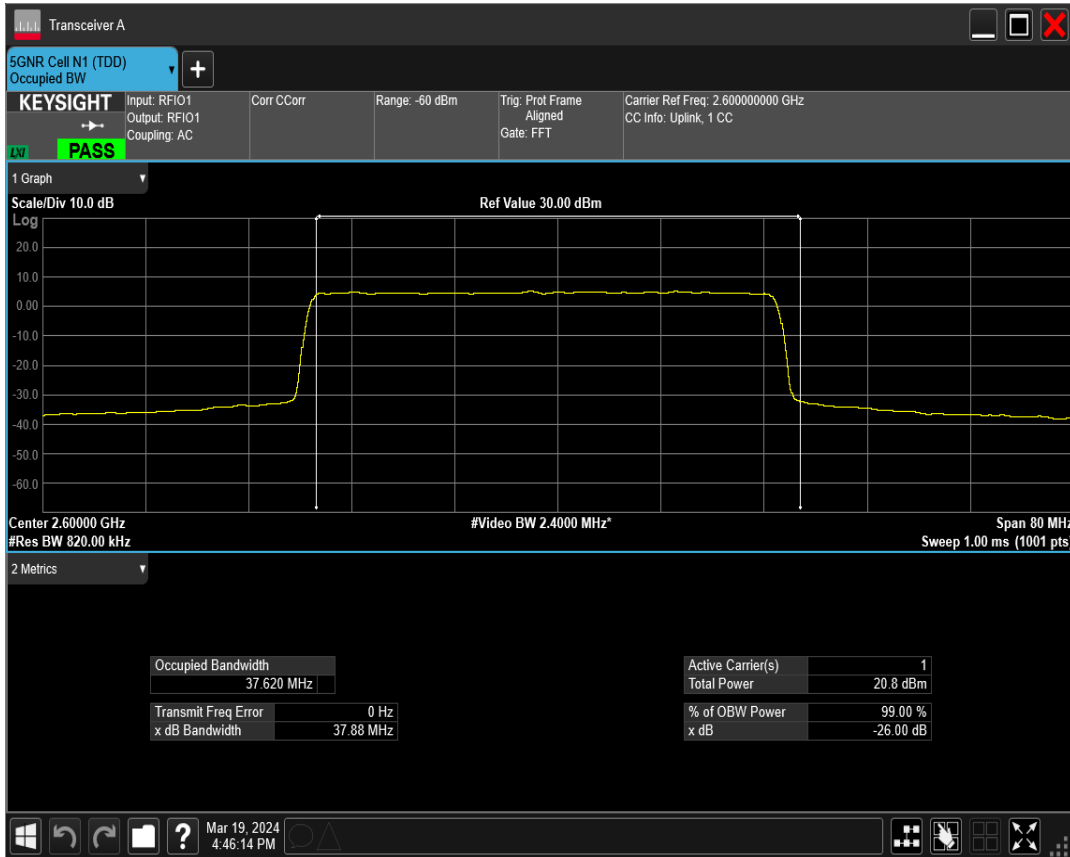 Transceiver A
5GNR Cell N1 (TDD)
Occupied BW
+
KEYSIGHT
LXI
PASS
Input: RFIO1
Output: RFIO1
Coupling: AC
Corr CCorr
Range: -60 dBm
Trig: Prot Frame
Aligned
Gate: FFT
Carrier Ref Freq: 2.600000000 GHz
CC Info: Uplink, 1 CC
1 Graph
Scale/Div 10.0 dB
Ref Value 30.00 dBm
Log
20.0
10.0
0.00
-10.0
-20.0
-30.0
-40.0
-50.0
-60.0
Center 2.60000 GHz
#Video BW 2.4000 MHz*
Span 80 MHz
#Res BW 820.00 kHz
Sweep 1.00 ms (1001 pts)
2 Metrics
Occupied Bandwidth
37.620 MHz
Transmit Freq Error 0 Hz
x dB Bandwidth 37.88 MHz
Active Carrier(s) 1
Total Power 20.8 dBm
% of OBW Power 99.00 %
x dB -26.00 dB
?
Mar 19, 2024
4:46:14 PM